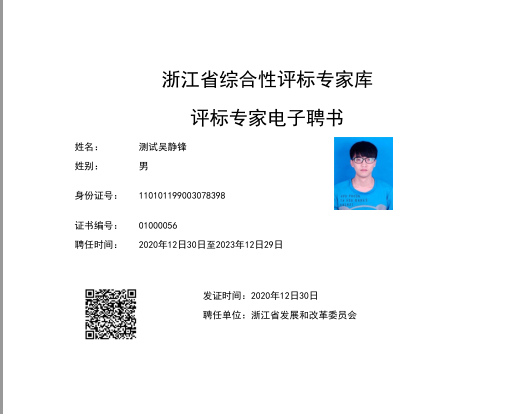 浙江省综合性评标专家库
评标专家电子聘书
姓名： 测试吴静锋
姓别： 男
身份证号： 110101199003078398
证书编号： 01000056
聘任时间： 2020年12日30日至2023年12日29日
发证时间：2020年12日30日
聘任单位：浙江省发展和改革委员会